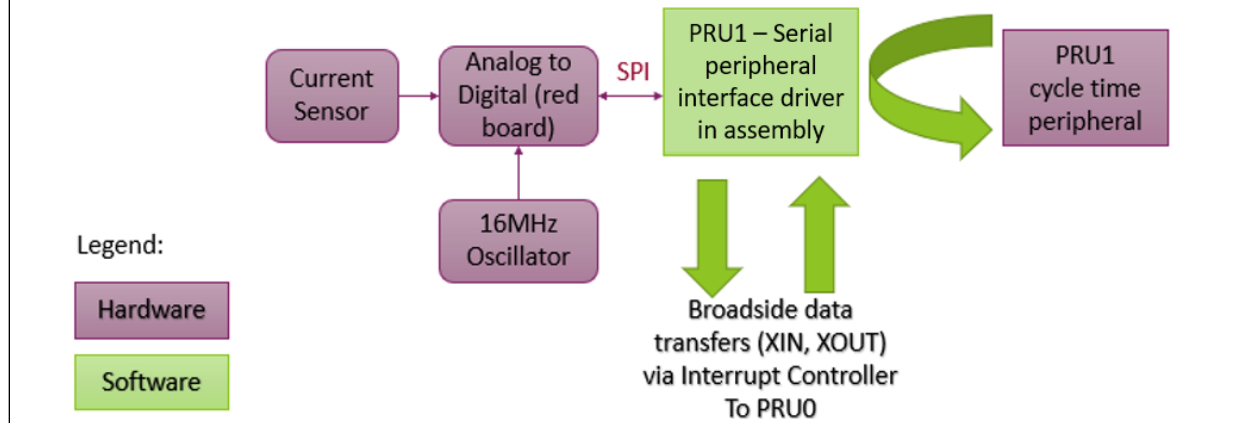 Current
Sensor
Analog to
Digital (red
board)
SPI
PRU1 – Serial
peripheral
interface driver
in assembly
PRU1
cycle time
peripheral
16MHz
Oscillator
Legend:
Hardware
Software
Broadside data
transfers (XIN, XOUT)
via Interrupt Controller
To PRU0